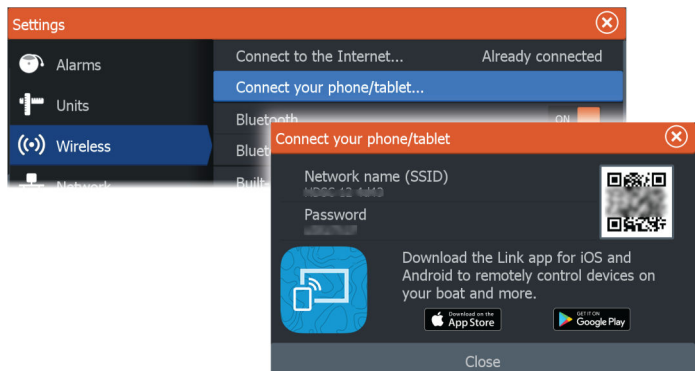 Settings
Alarms
Units
Wireless
Network
Connect to the Internet... Already connected
Connect your phone/tablet...
Bluetooth ON
Connect your phone/tablet
Network name (SSID)
Password
Download the Link app for iOS and
Android to remotely control devices on
your boat and more.
Download on the
App Store
GET IT ON
Google Play
Close